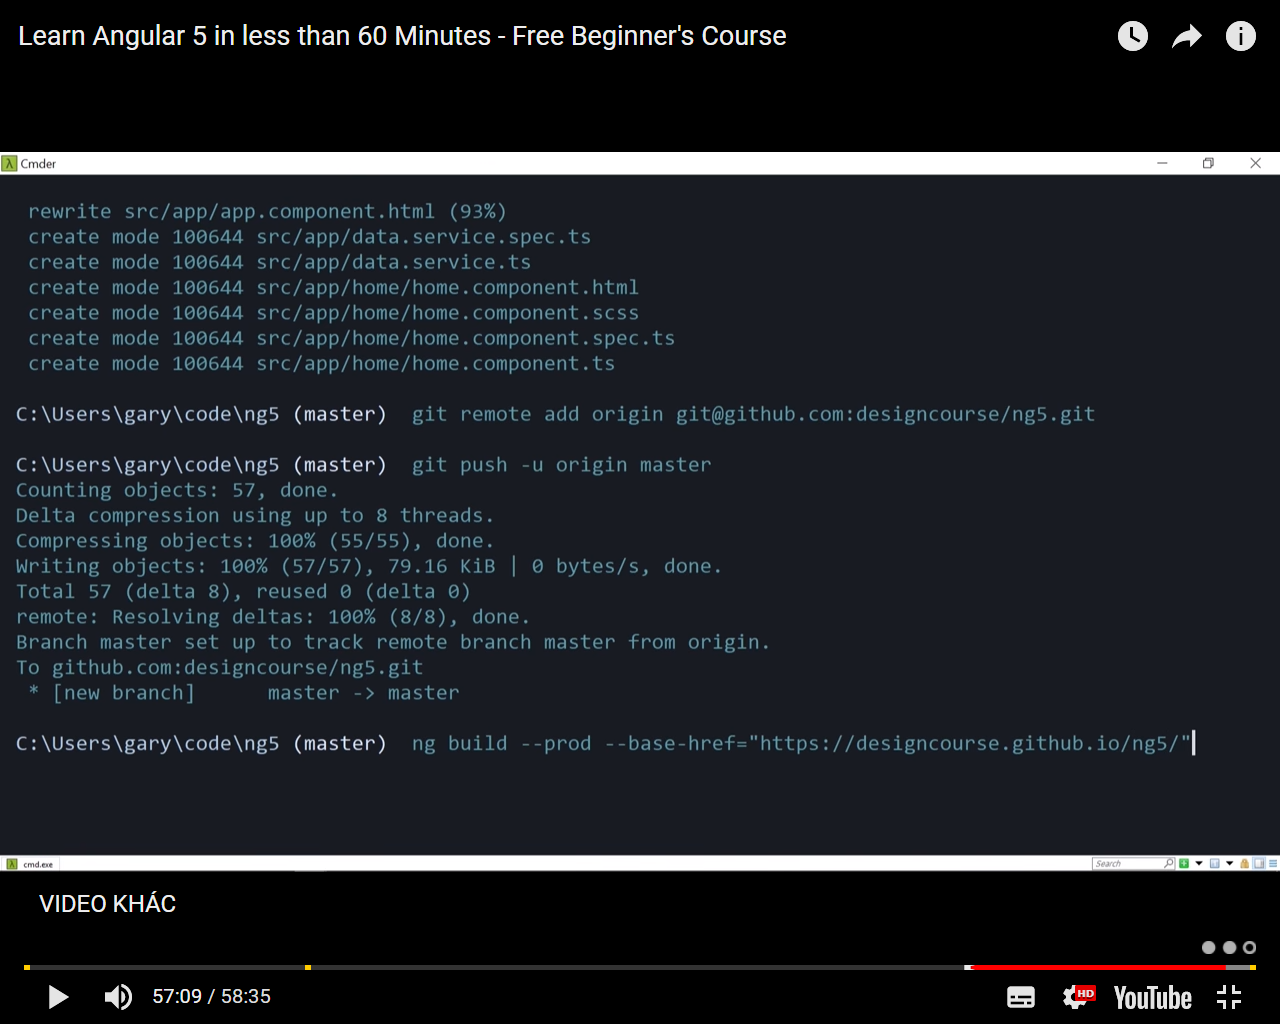 Learn Angular 5 in less than 60 Minutes - Free Beginner's Course
λ Cmder
rewrite src/app/app.component.html (93%)
create mode 100644 src/app/data.service.spec.ts
create mode 100644 src/app/data.service.ts
create mode 100644 src/app/home/home.component.html
create mode 100644 src/app/home/home.component.scss
create mode 100644 src/app/home/home.component.spec.ts
create mode 100644 src/app/home/home.component.ts
C:\Users\gary\code\ng5 (master) git remote add origin git@github.com:designcourse/ng5.git
C:\Users\gary\code\ng5 (master) git push -u origin master
Counting objects: 57, done.
Delta compression using up to 8 threads.
Compressing objects: 100% (55/55), done.
Writing objects: 100% (57/57), 79.16 KiB | 0 bytes/s, done.
Total 57 (delta 8), reused 0 (delta 0)
remote: Resolving deltas: 100% (8/8), done.
Branch master set up to track remote branch master from origin.
To github.com:designcourse/ng5.git
* [new branch] master -> master
C:\Users\gary\code\ng5 (master) ng build --prod --base-href="https://designcourse.github.io/ng5/"
λ cmd.exe Search
VIDEO KHÁC
57:09 / 58:35 HD YouTube